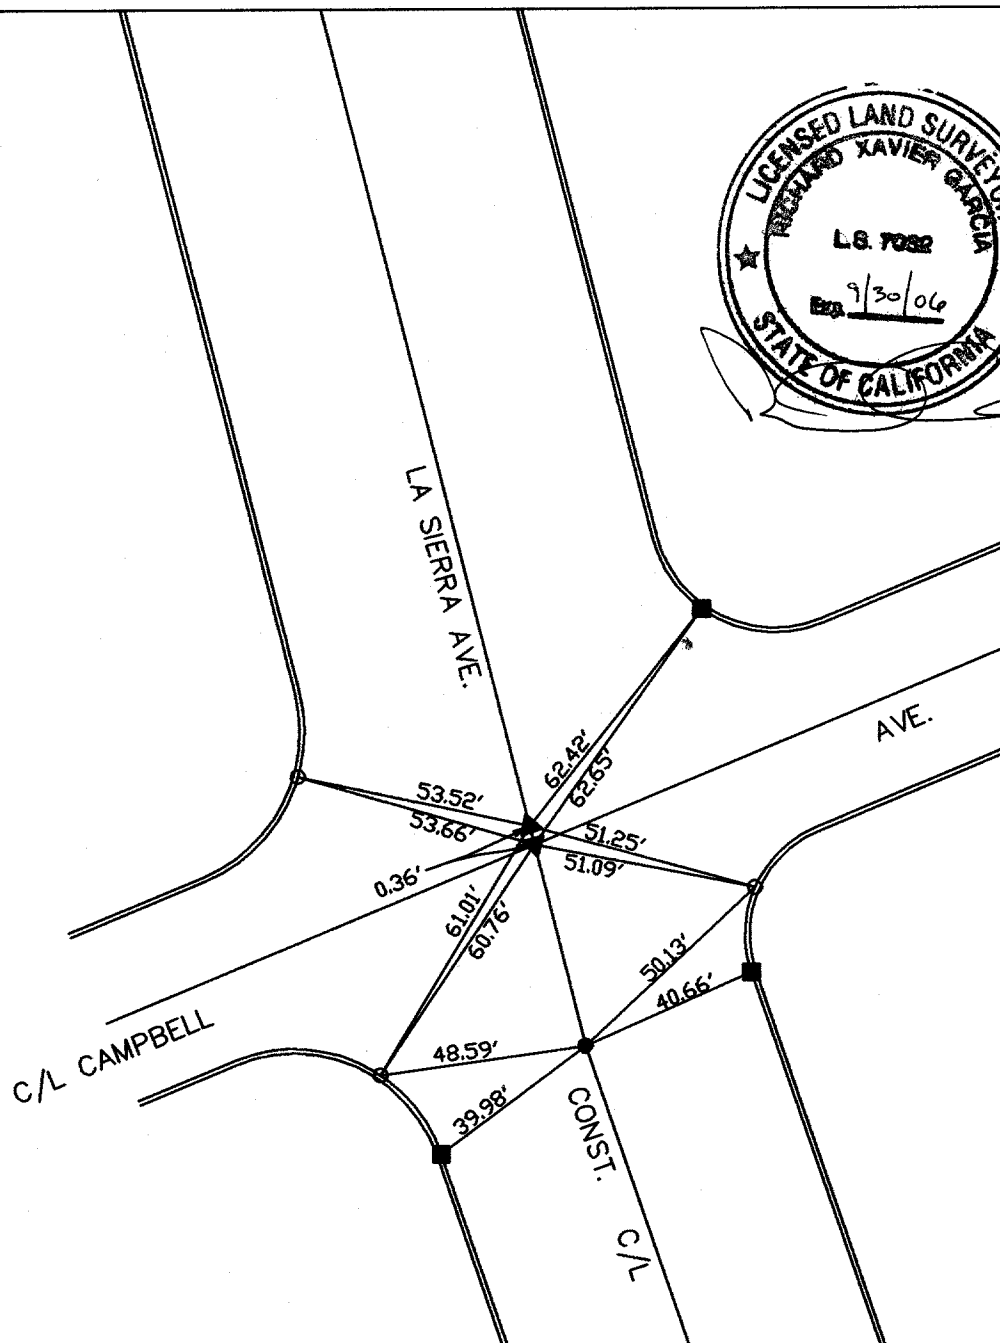 LICENSED LAND SURVEYOR
RICHARD XAVIER GARCIA
L.S. 7032
Exp. 9/30/06
STATE OF CALIFORNIA
LA SIERRA AVE.
AVE.
62.42'
62.65'
53.52'
53.66'
51.25'
51.09'
0.36'
61.01'
60.76'
50.13'
40.66'
C/L CAMPBELL
48.59'
39.98'
CONST.
C/L